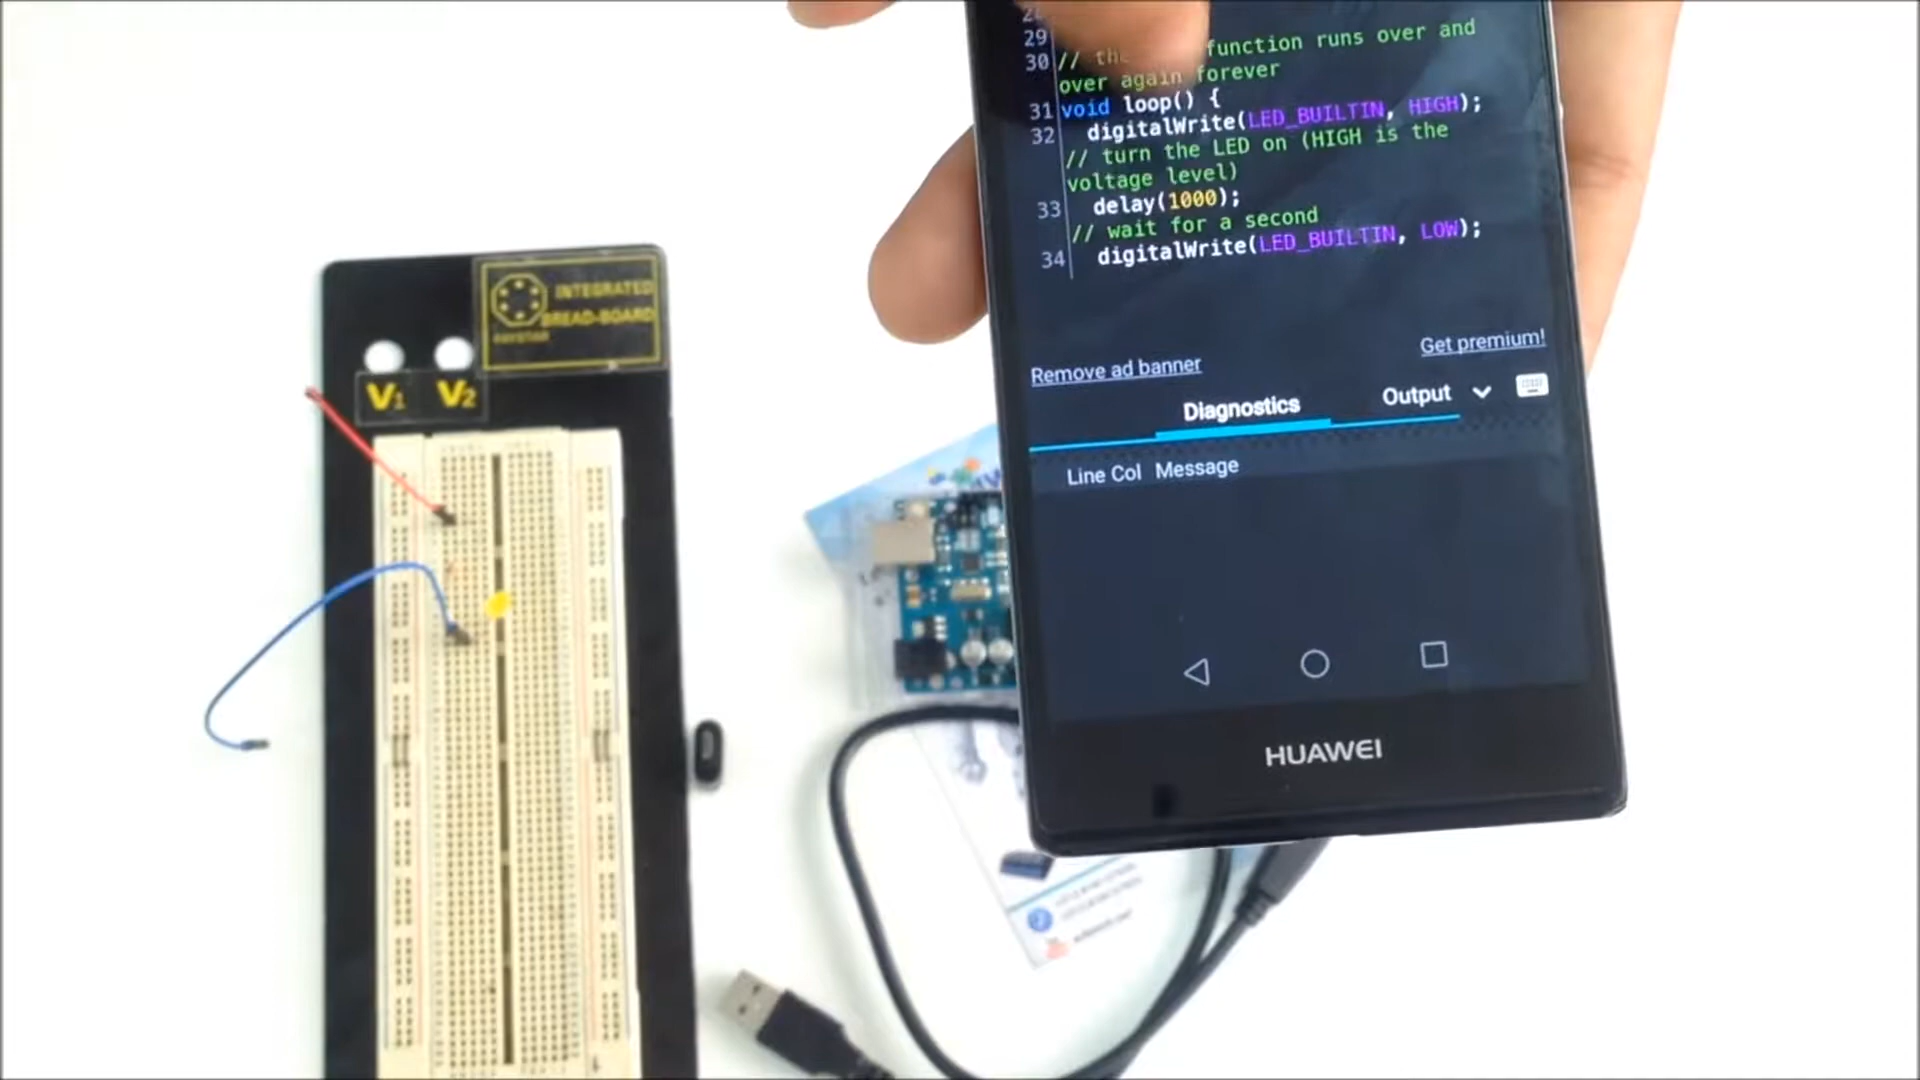 29
30 // the function runs over and
over again forever
31 void loop() {
32 digitalWrite(LED_BUILTIN, HIGH);
// turn the LED on (HIGH is the
voltage level)
33 delay(1000);
// wait for a second
34 digitalWrite(LED_BUILTIN, LOW);
Remove ad banner Get premium!
Diagnostics Output
Line Col Message
HUAWEI
INTEGRATED
BREAD-BOARD
V1 V2